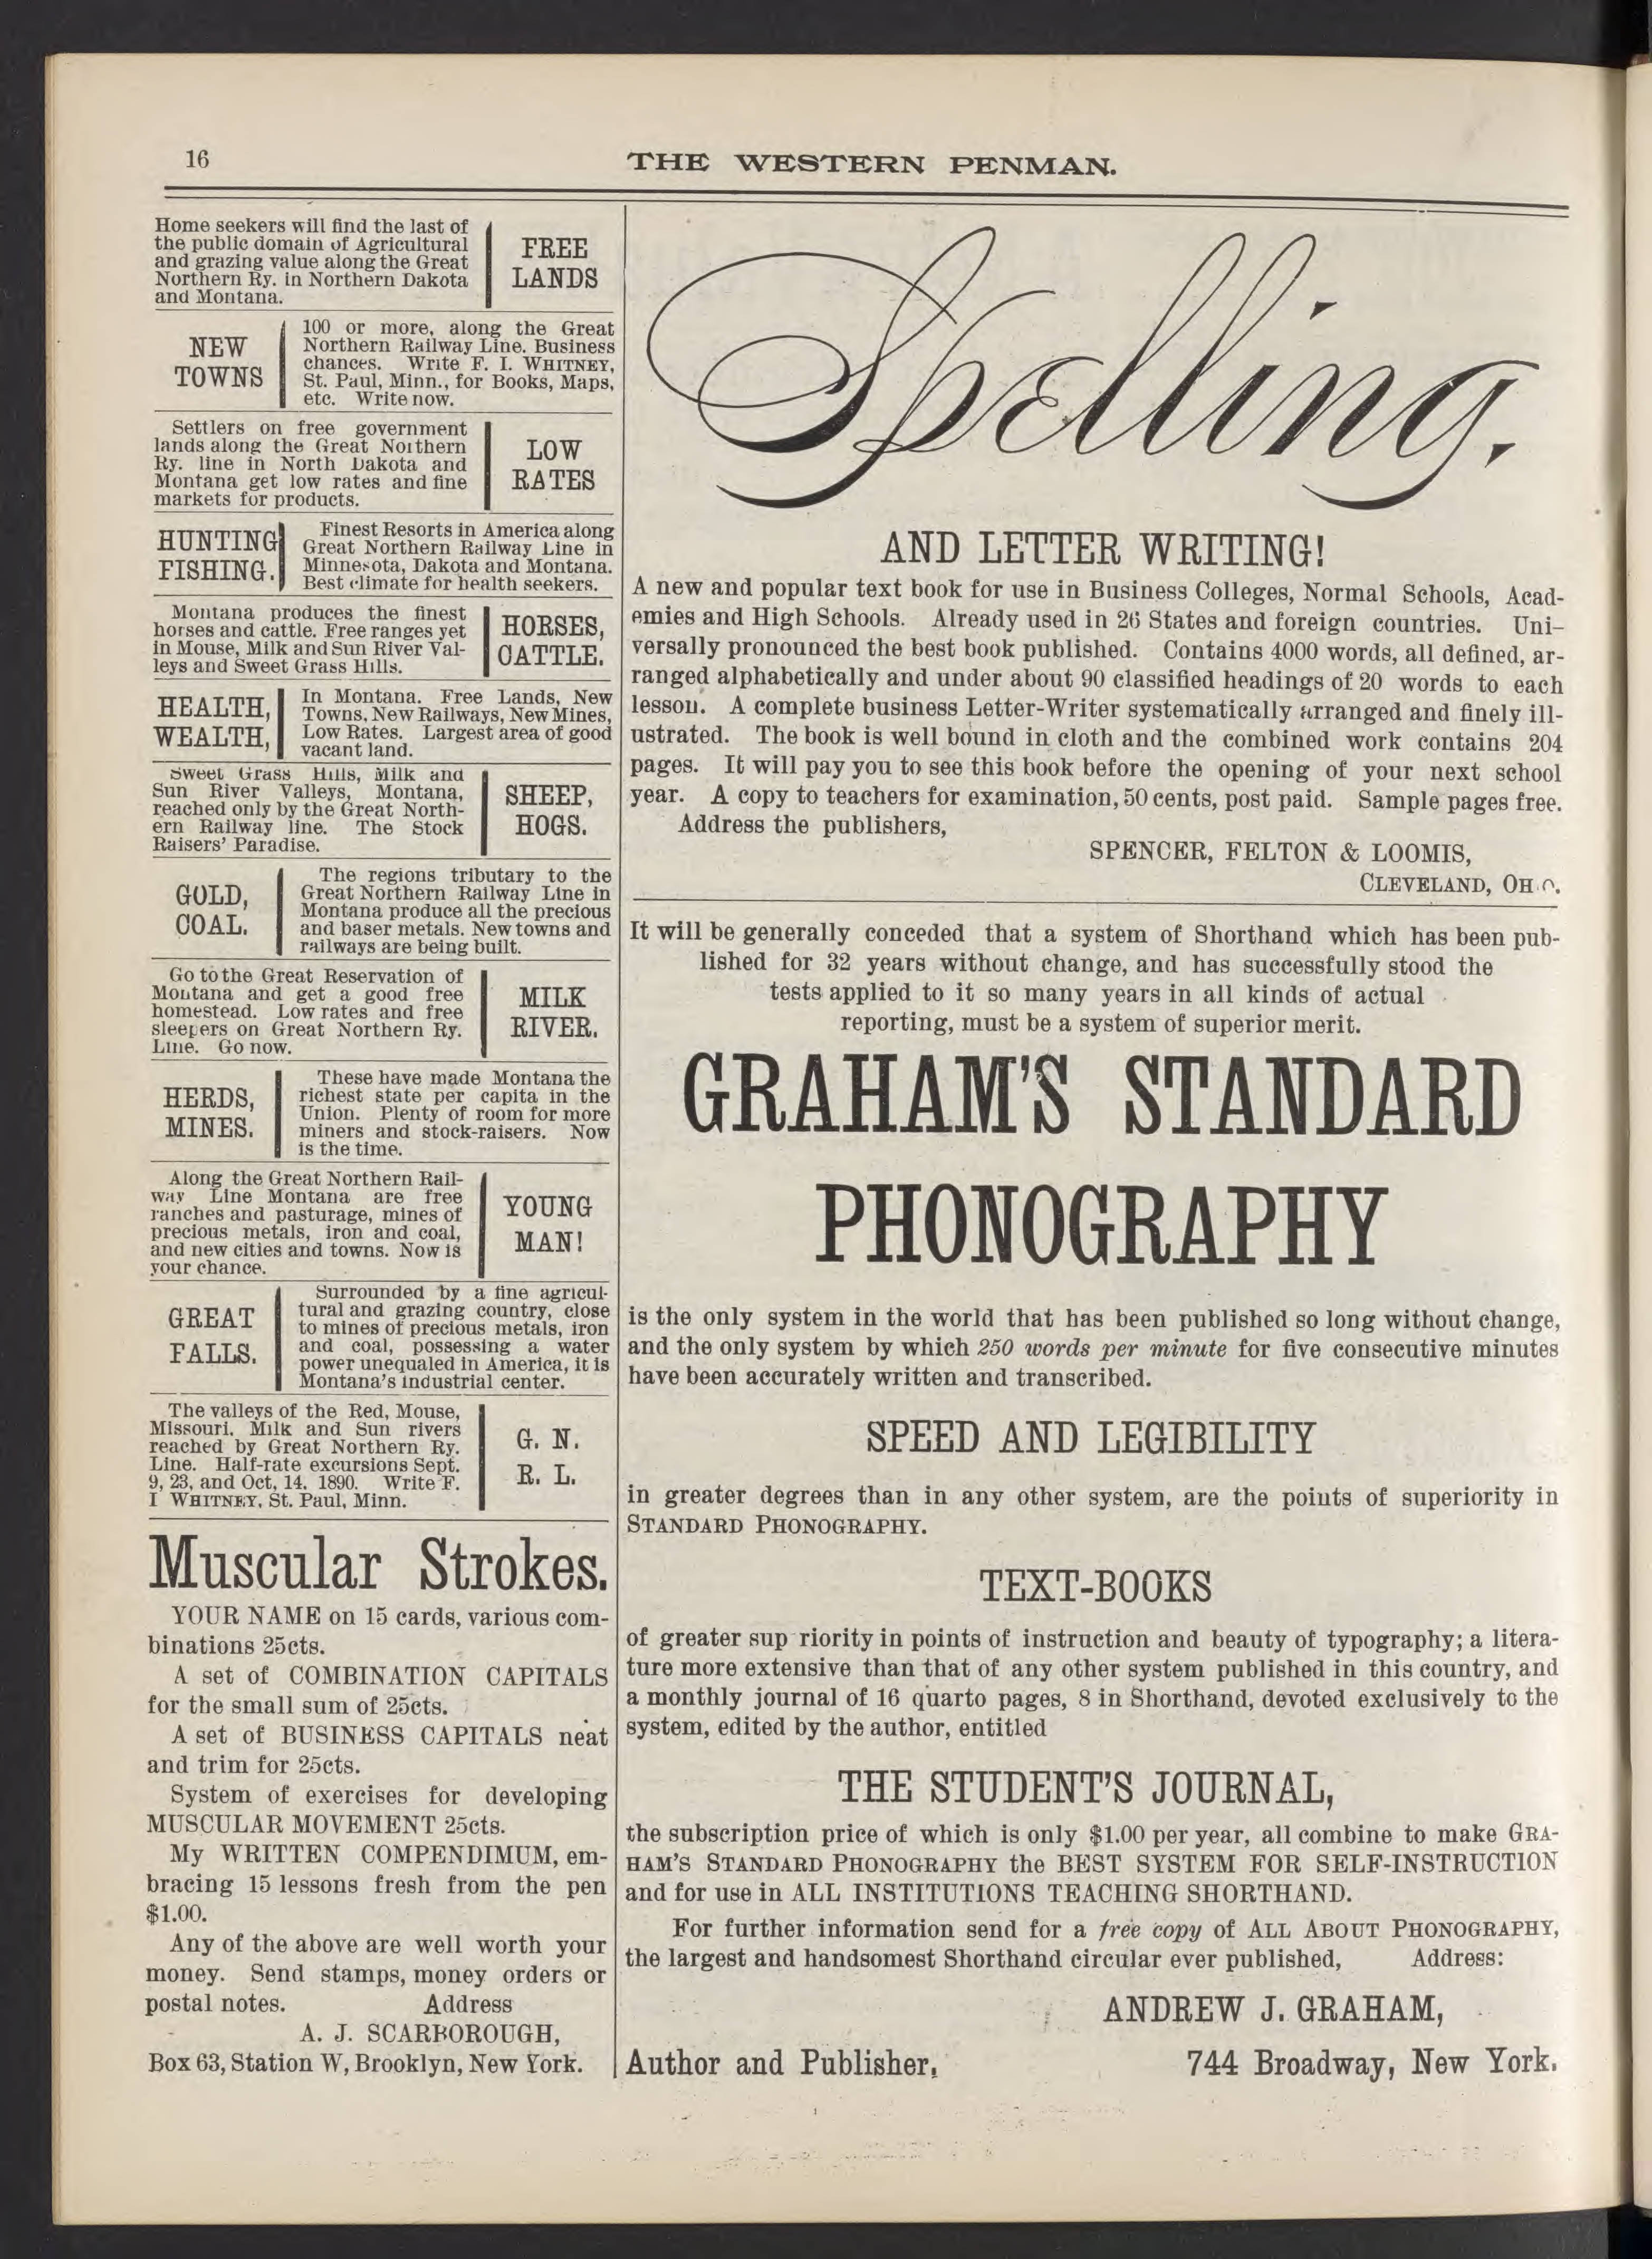 16
THE WESTERN PENMAN.
Home seekers will find the last of
the public domain of Agricultural
and grazing value along the Great
Northern Ry. in Northern Dakota
and Montana.
FREE
LANDS
NEW
TOWNS
100 or more, along the Great
Northern Railway Line. Business
chances. Write F. I. WHITNEY,
St. Paul, Minn., for Books, Maps,
etc. Write now.
Settlers on free government
lands along the Great Northern
Ry. line in North Dakota and
Montana get low rates and fine
markets for products.
LOW
RATES
HUNTING
FISHING.
Finest Resorts in America along
Great Northern Railway Line in
Minnesota, Dakota and Montana.
Best climate for health seekers.
Montana produces the finest
horses and cattle. Free ranges yet
in Mouse, Milk and Sun River Val-
leys and Sweet Grass Hills.
HORSES,
CATTLE.
HEALTH,
WEALTH,
In Montana. Free Lands, New
Towns, New Railways, New Mines,
Low Rates. Largest area of good
vacant land.
Sweet Grass Hills, Milk and
Sun River Valleys, Montana,
reached only by the Great North-
ern Railway line. The Stock
Raisers' Paradise.
SHEEP,
HOGS.
GOLD,
COAL.
The regions tributary to the
Great Northern Railway Line in
Montana produce all the precious
and baser metals. New towns and
railways are being built.
Go to the Great Reservation of
Montana and get a good free
homestead. Low rates and free
sleepers on Great Northern Ry.
Line. Go now.
MILK
RIVER.
HERDS,
MINES.
These have made Montana the
richest state per capita in the
Union. Plenty of room for more
miners and stock-raisers. Now
is the time.
Along the Great Northern Rail-
way Line Montana are free
ranches and pasturage, mines of
precious metals, iron and coal,
and new cities and towns. Now is
your chance.
YOUNG
MAN!
GREAT
FALLS.
Surrounded by a fine agricul-
tural and grazing country, close
to mines of precious metals, iron
and coal, possessing a water
power unequaled in America, it is
Montana's industrial center.
The valleys of the Red, Mouse,
Missouri, Milk and Sun rivers
reached by Great Northern Ry.
Line. Half-rate excursions Sept.
9, 23, and Oct, 14, 1890. Write F.
I WHITNEY, St. Paul, Minn.
G. N.
R. L.
Muscular Strokes.
YOUR NAME on 15 cards, various com-
binations 25cts.
A set of COMBINATION CAPITALS
for the small sum of 25cts.
A set of BUSINESS CAPITALS neat
and trim for 25cts.
System of exercises for developing
MUSCULAR MOVEMENT 25cts.
My WRITTEN COMPENDIMUM, em-
bracing 15 lessons fresh from the pen
$1.00.
Any of the above are well worth your
money. Send stamps, money orders or
postal notes. Address
A. J. SCARBOROUGH,
Box 63, Station W, Brooklyn, New York.
Spelling.
AND LETTER WRITING!
A new and popular text book for use in Business Colleges, Normal Schools, Acad-
emies and High Schools. Already used in 26 States and foreign countries. Uni-
versally pronounced the best book published. Contains 4000 words, all defined, ar-
ranged alphabetically and under about 90 classified headings of 20 words to each
lesson. A complete business Letter-Writer systematically arranged and finely ill-
ustrated. The book is well bound in cloth and the combined work contains 204
pages. It will pay you to see this book before the opening of your next school
year. A copy to teachers for examination, 50 cents, post paid. Sample pages free.
Address the publishers,
SPENCER, FELTON & LOOMIS,
CLEVELAND, OHIO.
It will be generally conceded that a system of Shorthand which has been pub-
lished for 32 years without change, and has successfully stood the
tests applied to it so many years in all kinds of actual
reporting, must be a system of superior merit.
GRAHAM'S STANDARD
PHONOGRAPHY
is the only system in the world that has been published so long without change,
and the only system by which 250 words per minute for five consecutive minutes
have been accurately written and transcribed.
SPEED AND LEGIBILITY
in greater degrees than in any other system, are the points of superiority in
STANDARD PHONOGRAPHY.
TEXT-BOOKS
of greater sup riority in points of instruction and beauty of typography; a litera-
ture more extensive than that of any other system published in this country, and
a monthly journal of 16 quarto pages, 8 in Shorthand, devoted exclusively to the
system, edited by the author, entitled
THE STUDENT'S JOURNAL,
the subscription price of which is only $1.00 per year, all combine to make GRA-
HAM'S STANDARD PHONOGRAPHY the BEST SYSTEM FOR SELF-INSTRUCTION
and for use in ALL INSTITUTIONS TEACHING SHORTHAND.
For further information send for a free copy of ALL ABOUT PHONOGRAPHY,
the largest and handsomest Shorthand circular ever published, Address:
ANDREW J. GRAHAM,
Author and Publisher, 744 Broadway, New York.